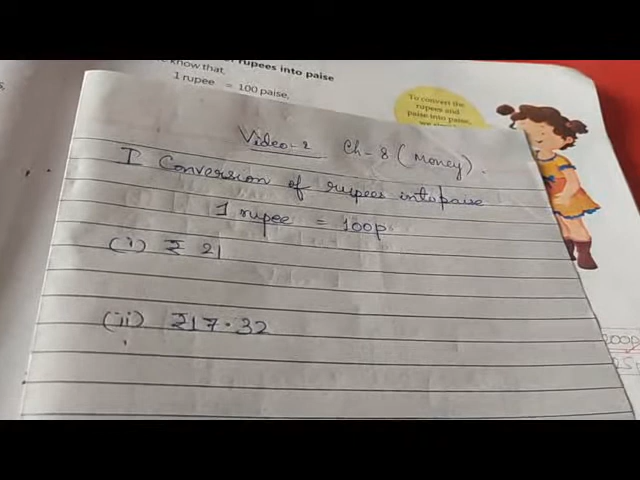 rupees into paise
know that,
1 rupee = 100 paise,
To convert the
rupees and
paise into paise,
Video-2 Ch-8 (Money).
I Conversion of rupees into paise
1 rupee = 100p
(i) ₹ 21
(ii) ₹17.32